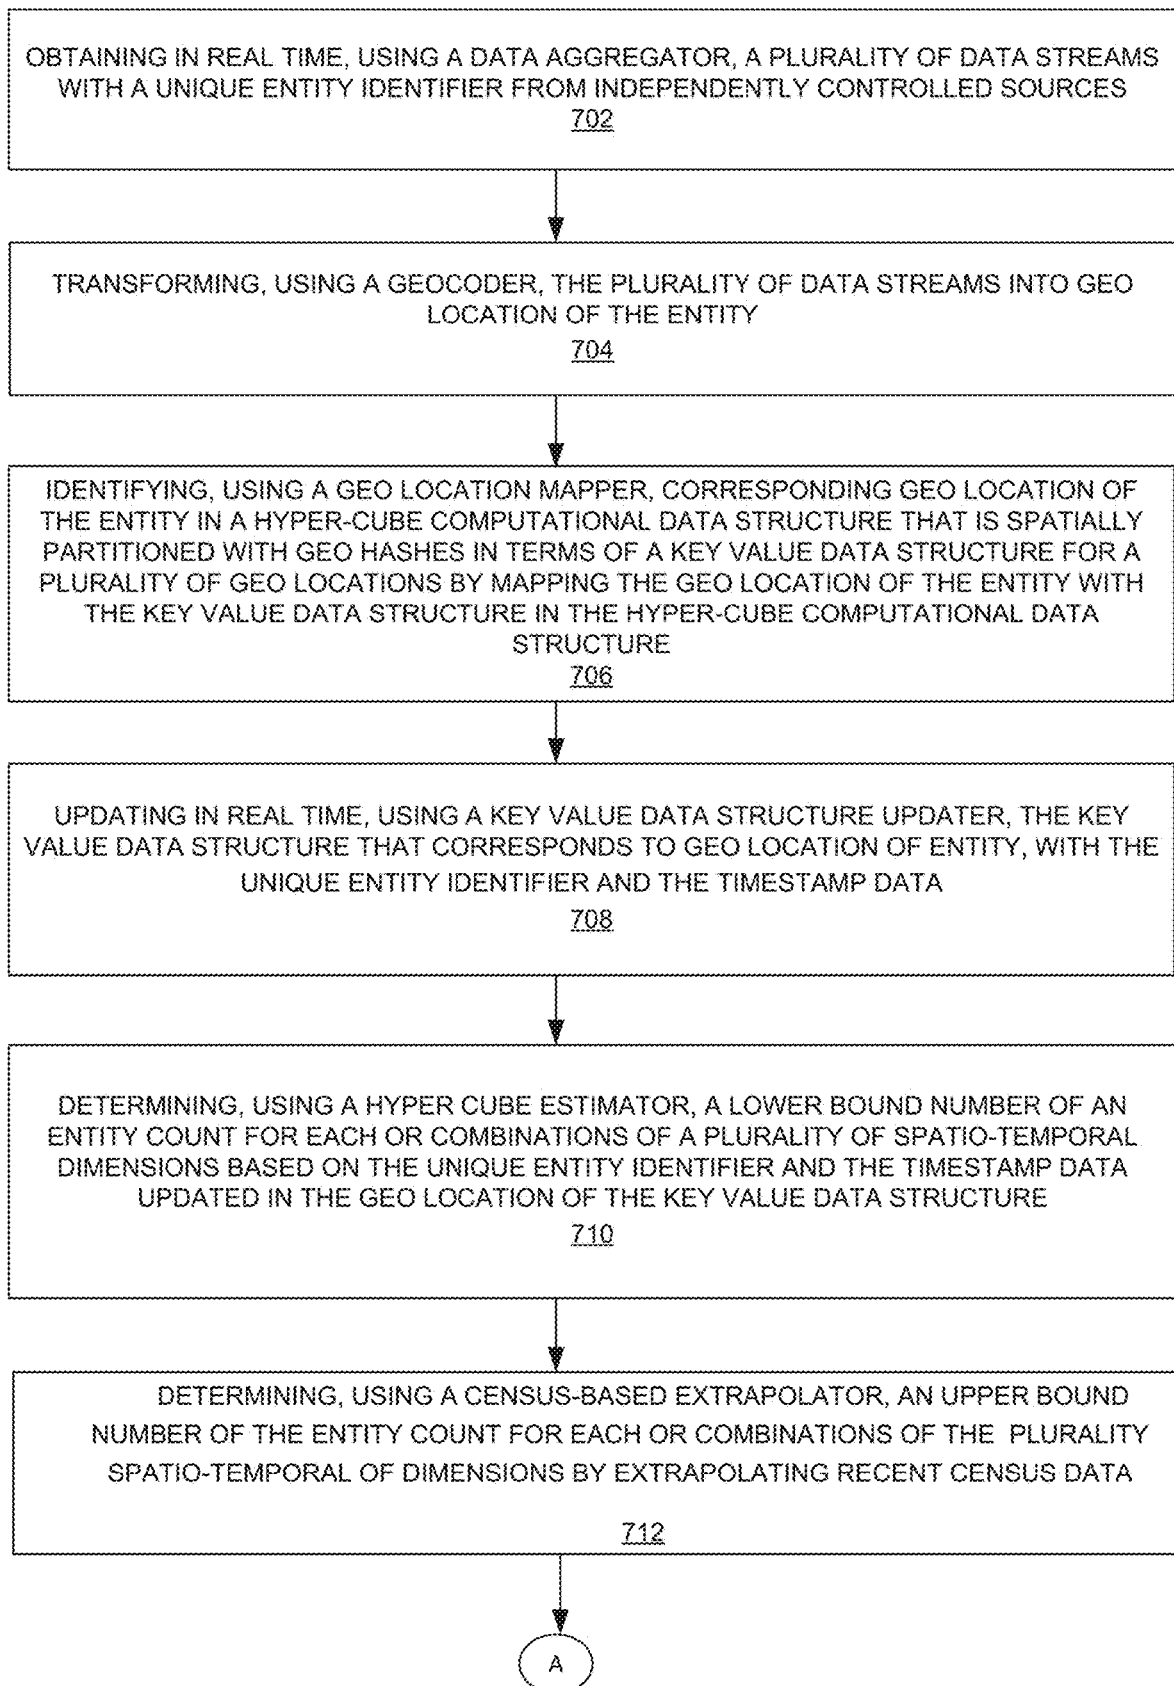 OBTAINING IN REAL TIME, USING A DATA AGGREGATOR, A PLURALITY OF DATA STREAMS
WITH A UNIQUE ENTITY IDENTIFIER FROM INDEPENDENTLY CONTROLLED SOURCES
702
TRANSFORMING, USING A GEOCODER, THE PLURALITY OF DATA STREAMS INTO GEO
LOCATION OF THE ENTITY
704
IDENTIFYING, USING A GEO LOCATION MAPPER, CORRESPONDING GEO LOCATION OF
THE ENTITY IN A HYPER-CUBE COMPUTATIONAL DATA STRUCTURE THAT IS SPATIALLY
PARTITIONED WITH GEO HASHES IN TERMS OF A KEY VALUE DATA STRUCTURE FOR A
PLURALITY OF GEO LOCATIONS BY MAPPING THE GEO LOCATION OF THE ENTITY WITH
THE KEY VALUE DATA STRUCTURE IN THE HYPER-CUBE COMPUTATIONAL DATA
STRUCTURE
706
UPDATING IN REAL TIME, USING A KEY VALUE DATA STRUCTURE UPDATER, THE KEY
VALUE DATA STRUCTURE THAT CORRESPONDS TO GEO LOCATION OF ENTITY, WITH THE
UNIQUE ENTITY IDENTIFIER AND THE TIMESTAMP DATA
708
DETERMINING, USING A HYPER CUBE ESTIMATOR, A LOWER BOUND NUMBER OF AN
ENTITY COUNT FOR EACH OR COMBINATIONS OF A PLURALITY OF SPATIO-TEMPORAL
DIMENSIONS BASED ON THE UNIQUE ENTITY IDENTIFIER AND THE TIMESTAMP DATA
UPDATED IN THE GEO LOCATION OF THE KEY VALUE DATA STRUCTURE
710
DETERMINING, USING A CENSUS-BASED EXTRAPOLATOR, AN UPPER BOUND
NUMBER OF THE ENTITY COUNT FOR EACH OR COMBINATIONS OF THE PLURALITY
SPATIO-TEMPORAL OF DIMENSIONS BY EXTRAPOLATING RECENT CENSUS DATA
712
A